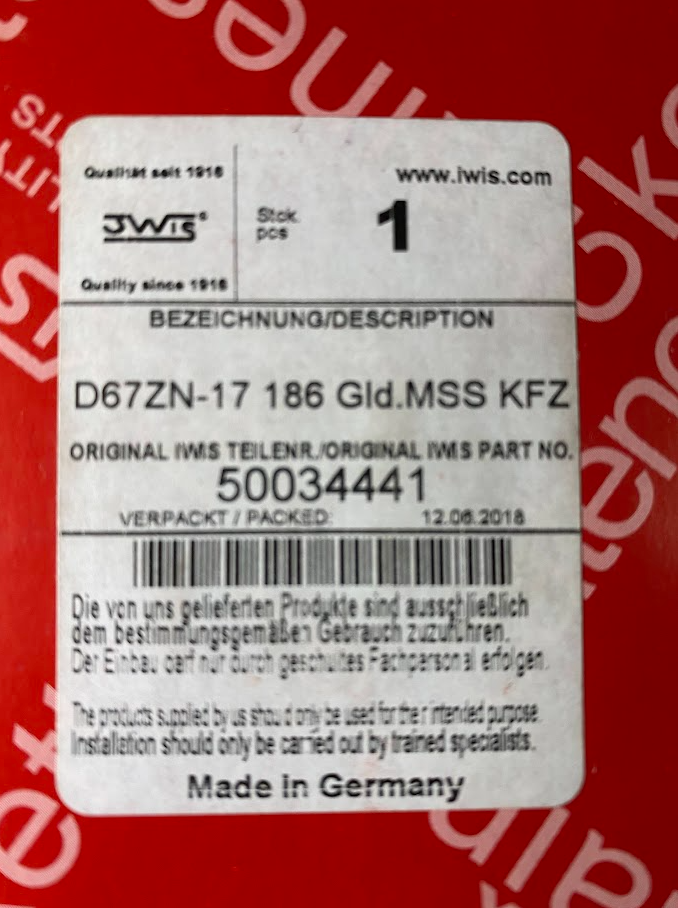 Qualität seit 1916
www.iwis.com
JWIS®
Stck.
pcs
1
Quality since 1916
BEZEICHNUNG/DESCRIPTION
D67ZN-17 186 Gld.MSS KFZ
ORIGINAL IWIS TEILENR./ORIGINAL IWIS PART NO.
50034441
VERPACKT / PACKED: 12.06.2018
Die von uns gelieferten Produkte sind ausschließlich
dem bestimmungsgemäßen Gebrauch zuzuführen.
Der Einbau darf nur durch geschultes Fachpersonal erfolgen.
The products supplied by us should only be used for their intended purpose.
Installation should only be carried out by trained specialists.
Made in Germany